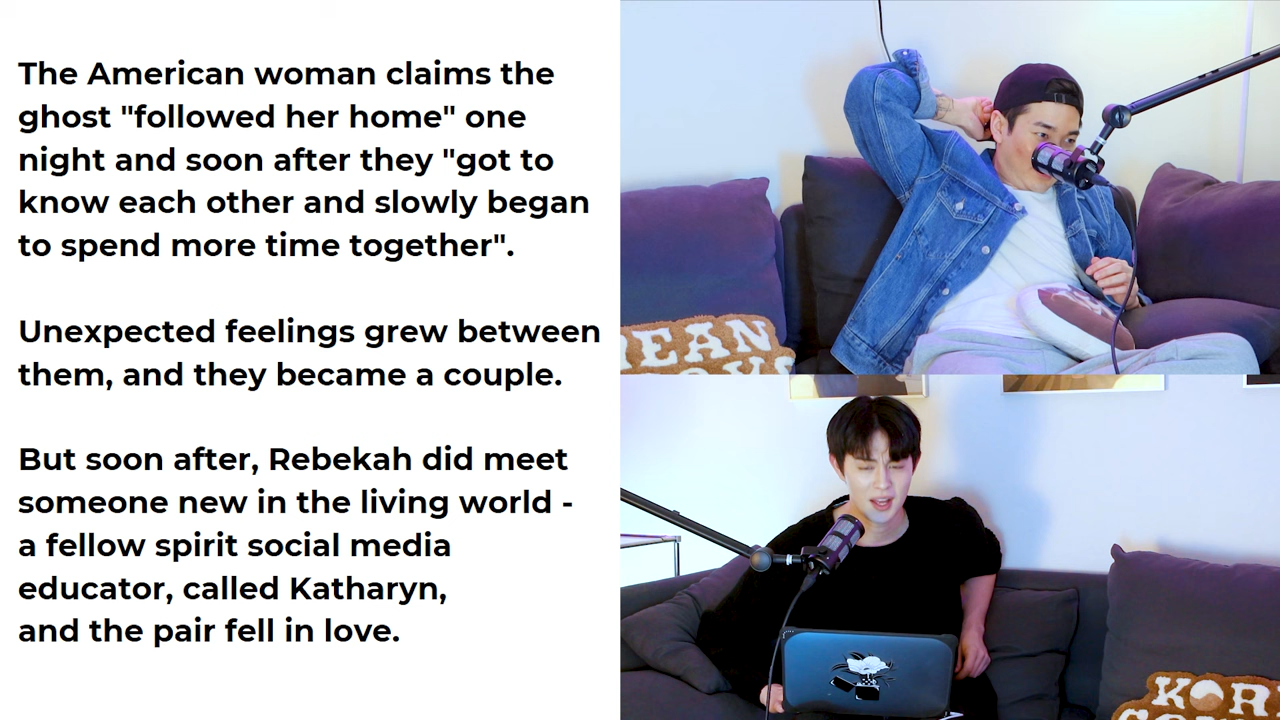 The American woman claims the
ghost "followed her home" one
night and soon after they "got to
know each other and slowly began
to spend more time together".
Unexpected feelings grew between
them, and they became a couple.
But soon after, Rebekah did meet
someone new in the living world -
a fellow spirit social media
educator, called Katharyn,
and the pair fell in love.